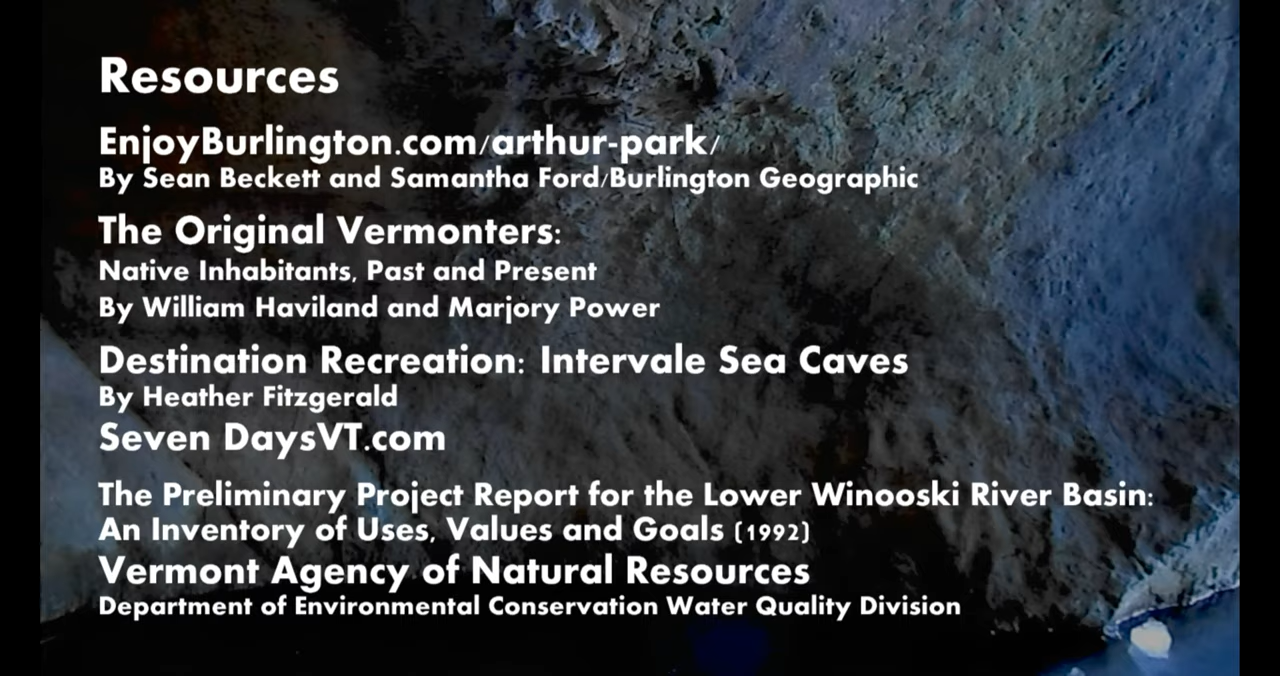 Resources
EnjoyBurlington.com/arthur-park/
By Sean Beckett and Samantha Ford/Burlington Geographic
The Original Vermonters:
Native Inhabitants, Past and Present
By William Haviland and Marjory Power
Destination Recreation: Intervale Sea Caves
By Heather Fitzgerald
Seven DaysVT.com
The Preliminary Project Report for the Lower Winooski River Basin:
An Inventory of Uses, Values and Goals (1992)
Vermont Agency of Natural Resources
Department of Environmental Conservation Water Quality Division